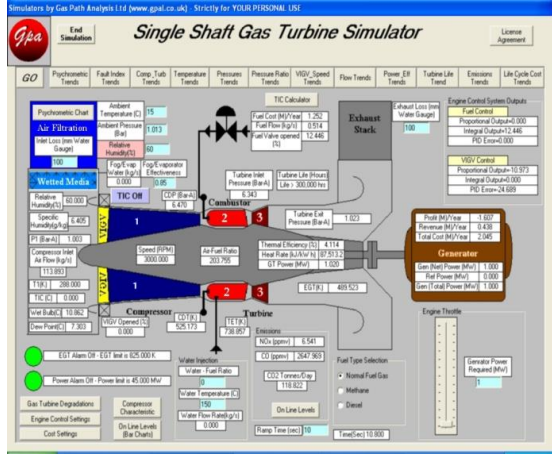 Simulators by Gas Path Analysis Ltd (www.gpal.co.uk) - Strictly for YOUR PERSONAL USE
Gpa
End Simulation
Single Shaft Gas Turbine Simulator
License Agreement
GO
Psychrometric Trends
Fault Index Trends
Comp_Turb Trends
Temperature Trends
Pressures Trends
Pressure Ratio Trends
VIGV_Speed Trends
Flow Trends
Power_Eff Trends
Turbine Life Trend
Emissions Trends
Life Cycle Cost Trends
Psychrometric Chart
Ambient Temperature (C) 15
Air Filtration
Ambient Pressure (Bar) 1.013
Inlet Loss (mm Water Gauge) 100
Relative Humidity(%) 60
Wetted Media
Fog/Evap Water (kg/s) 0.000
Fog/Evaporator Effectiveness 0.85
TIC Off
Relative Humidity(%) 60.000
Specific Humidity(g/kg) 6.405
P1 (Bar-A) 1.003
Compressor Inlet Air Flow (kg/s) 113.893
T1(K) 288.000
TIC (C) 0.000
Wet Bulb(C) 10.862
Dew Point(C) 7.303
TIC Calculator
Fuel Cost (M)/Year 1.252
Fuel Flow (kg/s) 0.514
Fuel Valve opened (%) 12.446
Exhaust Stack
Exhaust Loss (mm Water Gauge) 100
Engine Control System Outputs
Fuel Control
Proportional Output=0.000
Integral Output=12.446
PID Error=0.000
VIGV Control
Proportional Output=-10.973
Integral Output=0.000
PID Error=-24.689
CDP (Bar-A) 6.470
Combustor
Turbine Inlet Pressure (Bar-A) 6.343
Turbine Life (Hours) Life > 300,000 hrs
VIGV
1
2
3
Turbine Exit Pressure (Bar-A) 1.023
Speed (RPM) 3000.000
Air-Fuel Ratio 203.755
Thermal Efficiency (%) 4.114
Heat Rate (kJ/kW h) 87,513.2
GT Power (MW) 1.020
Profit (M)/Year -1.607
Revenue (M)/Year 0.438
Total Cost (M)/Year 2.045
Generator
Gen (Net) Power (MW) 1.000
Ref Power (MW) 0.000
Gen (Total) Power (MW) 1.000
VIGV
1
2
3
EGT(K) 489.523
VIGV Opened (%) 0.000
Compressor
CDT(K) 525.173
TET(K) 738.857
Turbine
EGT Alarm Off - EGT limit is 825.000 K
Power Alarm Off - Power limit is 45.000 MW
Gas Turbine Degradations
Engine Control Settings
Cost Settings
Compressor Characteristic
On Line Levels (Bar Charts)
Water Injection
Water - Fuel Ratio
0
Water Temperature (C)
150
Water Flow Rate(kg/s)
0.000
Emissions
NOx (ppmv) 6.541
CO (ppmv) 2647.969
CO2 Tonnes/Day 118.822
On Line Levels
Ramp Time (sec) 10
Fuel Type Selection
Normal Fuel Gas
Methane
Diesel
Time(Sec) 10.800
Engine Throttle
Genrator Power Required (MW)
1